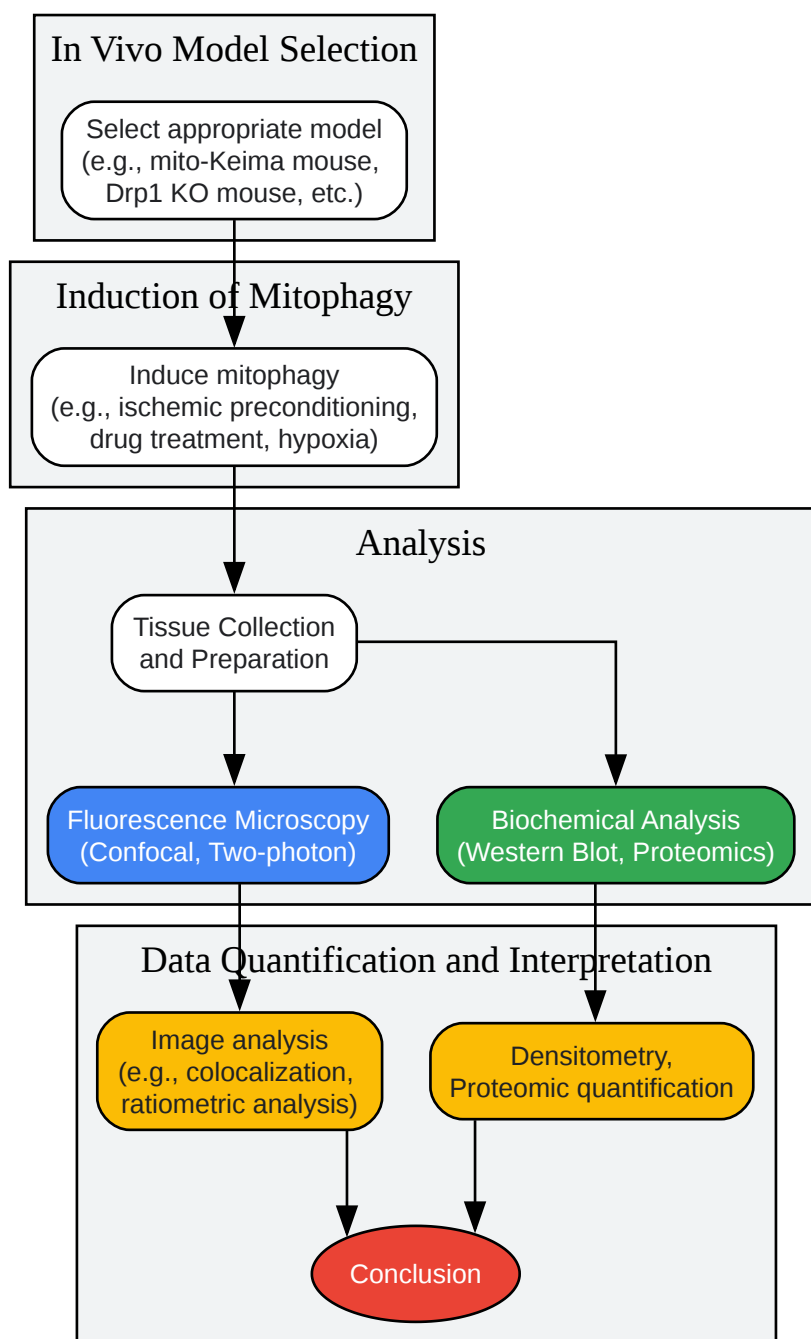 In Vivo Model Selection
Select appropriate model
(e.g., mito-Keima mouse,
Drp1 KO mouse, etc.)
Induction of Mitophagy
Induce mitophagy
(e.g., ischemic preconditioning,
drug treatment, hypoxia)
Analysis
Tissue Collection
and Preparation
Fluorescence Microscopy
(Confocal, Two-photon)
Biochemical Analysis
(Western Blot, Proteomics)
Data Quantification and Interpretation
Image analysis
(e.g., colocalization,
ratiometric analysis)
Densitometry,
Proteomic quantification
Conclusion